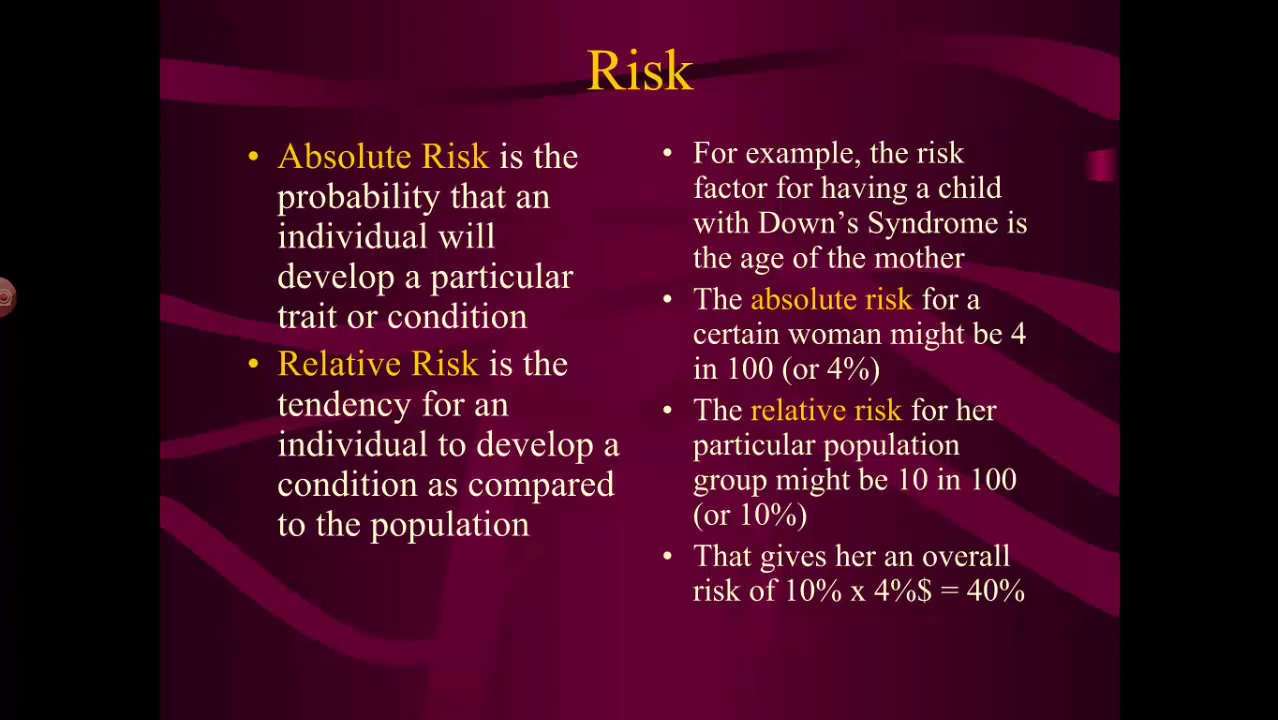 Risk
• Absolute Risk is the
probability that an
individual will
develop a particular
trait or condition
• Relative Risk is the
tendency for an
individual to develop a
condition as compared
to the population
• For example, the risk
factor for having a child
with Down’s Syndrome is
the age of the mother
• The absolute risk for a
certain woman might be 4
in 100 (or 4%)
• The relative risk for her
particular population
group might be 10 in 100
(or 10%)
• That gives her an overall
risk of 10% x 4%$ = 40%